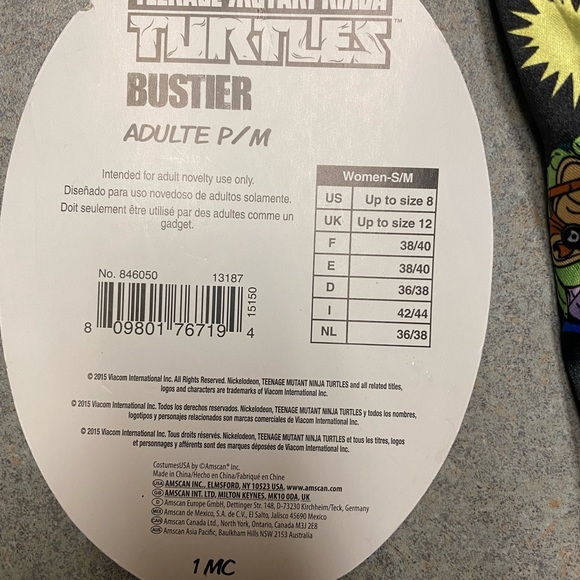 TEENAGE MUTANT NINJA
TURTLES™
BUSTIER
ADULTE P/M
Intended for adult novelty use only.
Diseñado para uso novedoso de adultos solamente.
Doit seulement être utilisé par des adultes comme un
gadget.
Women-S/M
US Up to size 8
UK Up to size 12
F 38/40
E 38/40
D 36/38
I 42/44
NL 36/38
No. 846050 13187
15150
8 09801 76719 4
© 2015 Viacom International Inc. All Rights Reserved. Nickelodeon, TEENAGE MUTANT NINJA TURTLES and all related titles,
logos and characters are trademarks of Viacom International Inc.
© 2015 Viacom International Inc. Todos los derechos reservados. Nickelodeon, TEENAGE MUTANT NINJA TURTLES y todos los nombres,
logotipos y personajes relacionados son marcas comerciales de Viacom International Inc.
© 2015 Viacom International Inc. Tous droits réservés. Nickelodeon, TEENAGE MUTANT NINJA TURTLES et tous les titres, logos
et personnages y afférents sont des marques déposées de Viacom International Inc.
CostumesUSA by ©Amscan® Inc.
Made in China/Hecho en China/Fabriqué en Chine
USA AMSCAN INC., ELMSFORD, NY 10523 USA, www.amscan.com
GB AMSCAN INT. LTD, MILTON KEYNES, MK10 0DA, UK
D Amscan Europe GmbH, Dettinger Str. 148, D-73230 Kirchheim/Teck, Germany
MEX Amscan de Mexico, S.A. de C.V., El Salto, Jalisco 45690 Mexico
CAN Amscan Canada Ltd., North York, Ontario, Canada M3J 2E8
AUS Amscan Asia Pacific, Baulkham Hills NSW 2153 Australia
1 MC